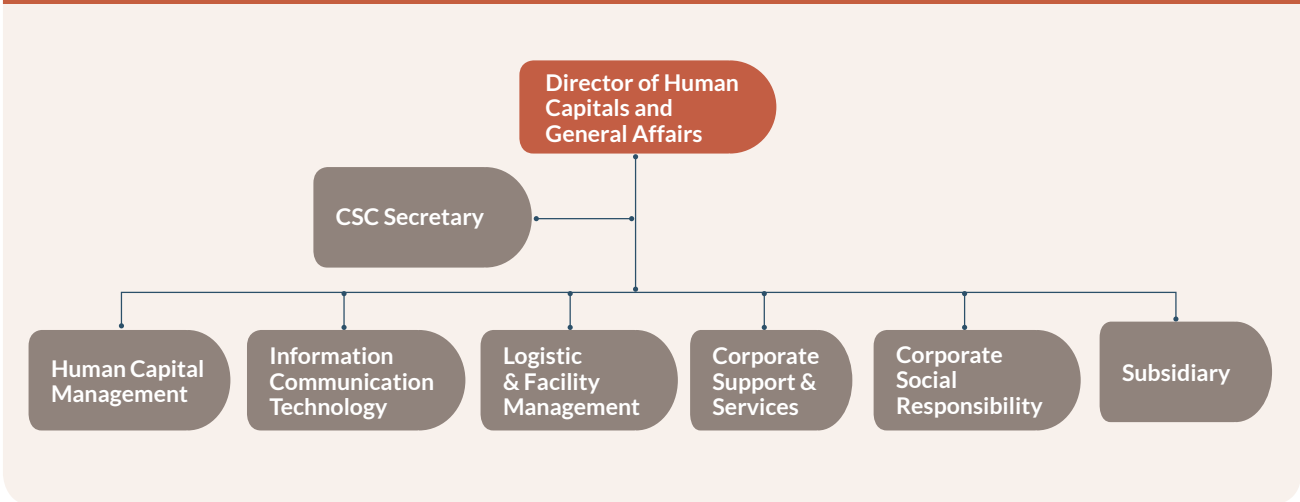 Director of Human
Capitals and
General Affairs
CSC Secretary
Human Capital
Management
Information
Communication
Technology
Logistic
& Facility
Management
Corporate
Support &
Services
Corporate
Social
Responsibility
Subsidiary